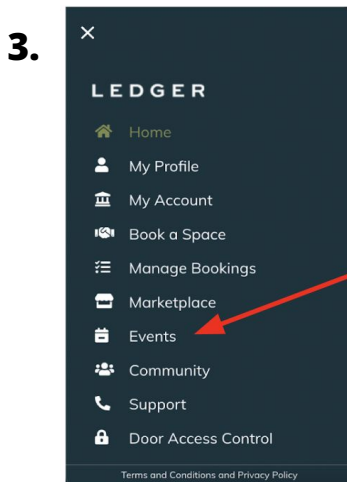 3.
LEDGER
Home
My Profile
My Account
Book a Space
Manage Bookings
Marketplace
Events
Community
Support
Door Access Control
Terms and Conditions and Privacy Policy